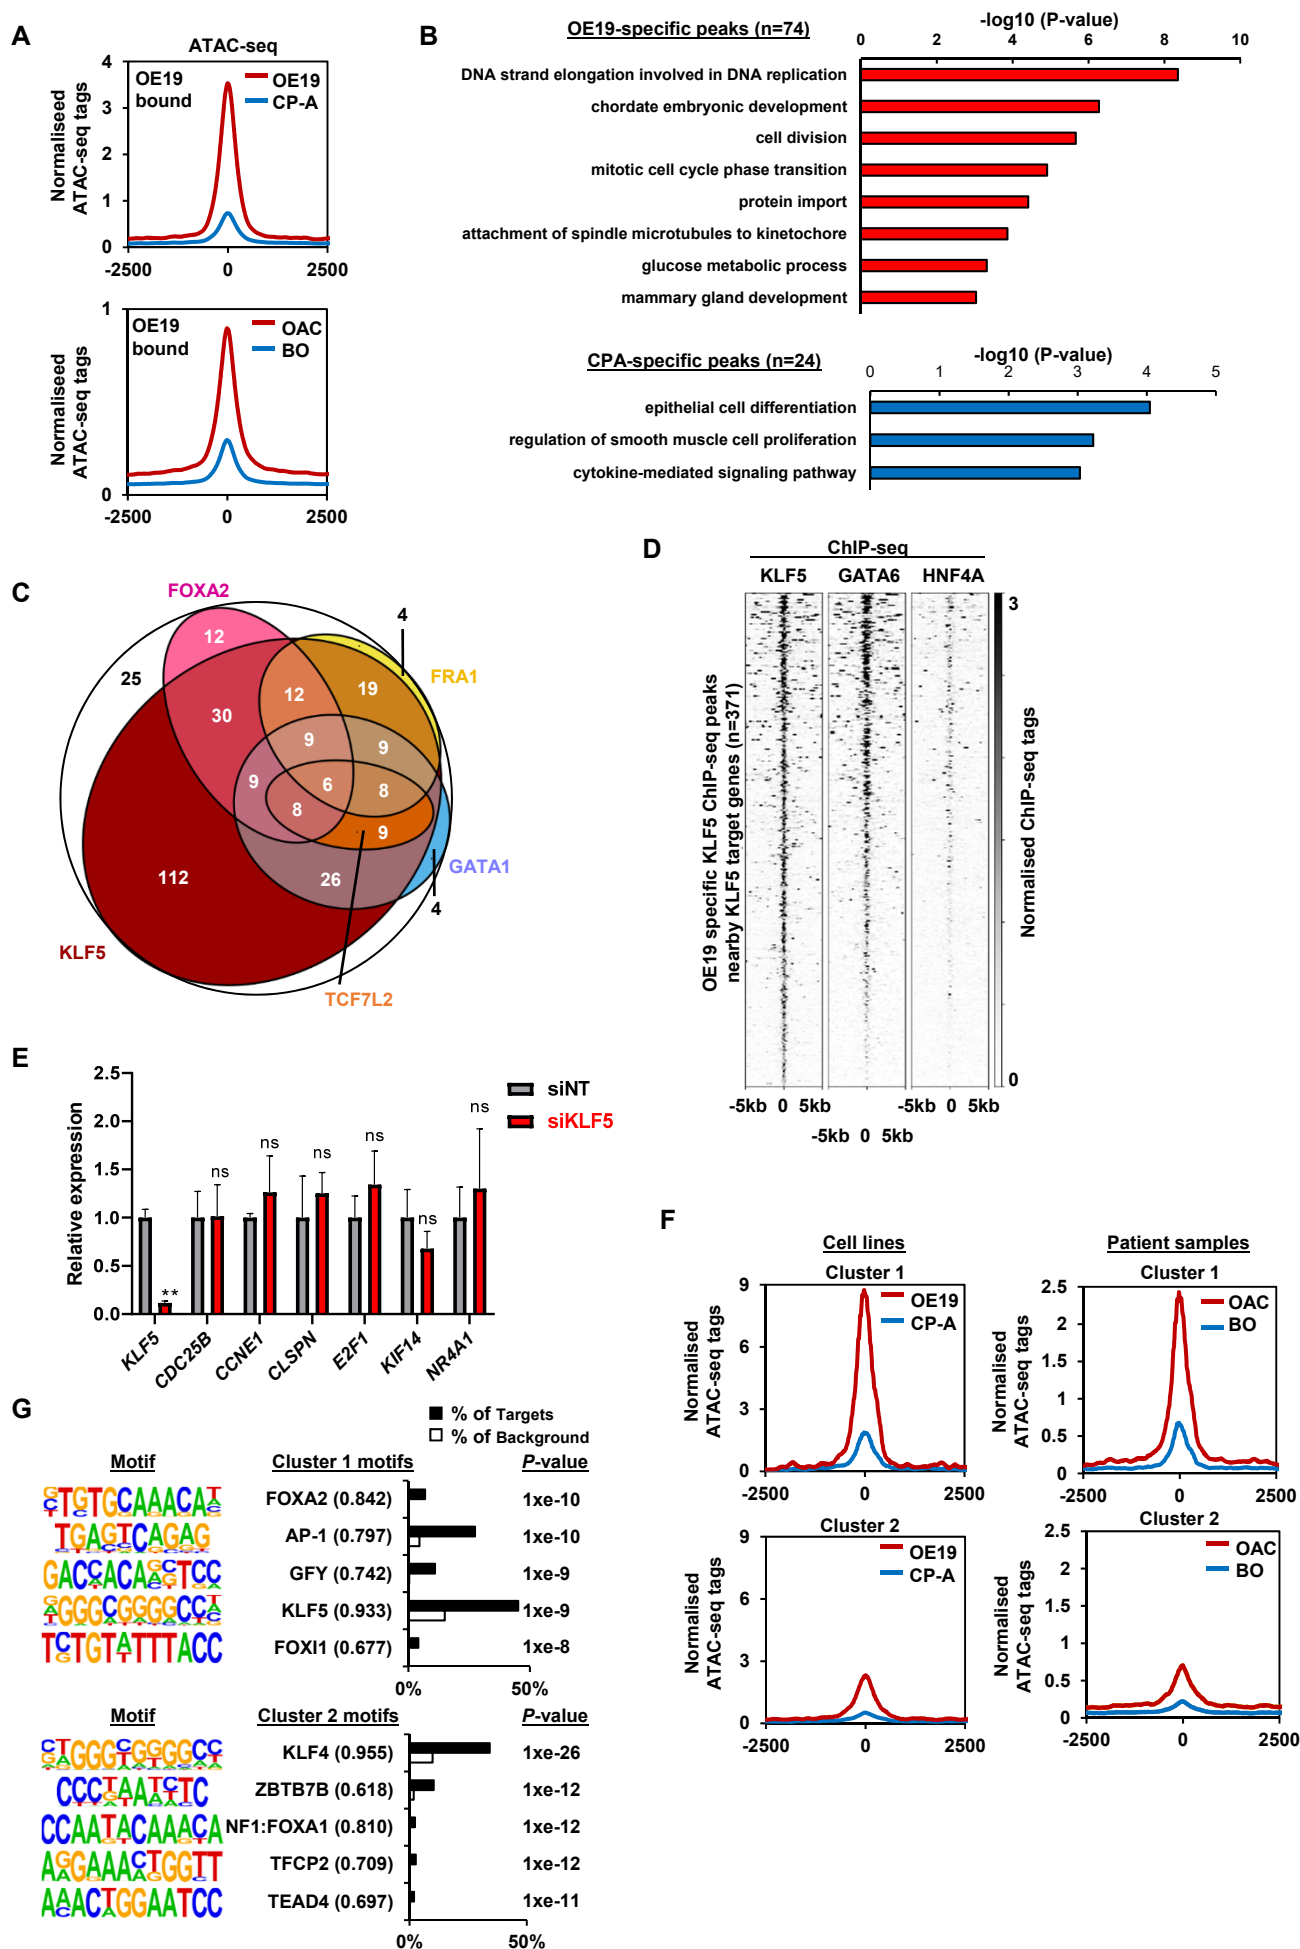 A
ATAC-seq
Normaliseed
ATAC-seq tags
4
3
2
1
0
OE19
bound
OE19
CP-A
-2500 0 2500
Normaliseed
ATAC-seq tags
1
0
OE19
bound
OAC
BO
-2500 0 2500
B
OE19-specific peaks (n=74)
-log10 (P-value)
0 2 4 6 8 10
DNA strand elongation involved in DNA replication
chordate embryonic development
cell division
mitotic cell cycle phase transition
protein import
attachment of spindle microtubules to kinetochore
glucose metabolic process
mammary gland development
CPA-specific peaks (n=24)
-log10 (P-value)
0 1 2 3 4 5
epithelial cell differentiation
regulation of smooth muscle cell proliferation
cytokine-mediated signaling pathway
C
FOXA2
4
12
FRA1
25
12 19
30
9 9
9 6 8
8
9
GATA1
112 26
4
KLF5
TCF7L2
D
ChIP-seq
KLF5 GATA6 HNF4A
OE19 specific KLF5 ChIP-seq peaks
nearby KLF5 target genes (n=371)
3
0
Normalised ChIP-seq tags
-5kb 0 5kb
-5kb 0 5kb
-5kb 0 5kb
E
Relative expression
2.5
2.0
1.5
1.0
0.5
0.0
siNT
siKLF5
**
ns
ns
ns
ns
ns
ns
KLF5
CDC25B
CCNE1
CLSPN
E2F1
KIF14
NR4A1
F
Cell lines
Cluster 1
Normalised
ATAC-seq tags
9
6
3
0
OE19
CP-A
-2500 0 2500
Patient samples
Cluster 1
Normalised
ATAC-seq tags
2.5
2
1.5
1
0.5
0
OAC
BO
-2500 0 2500
Cluster 2
Normalised
ATAC-seq tags
9
6
3
0
OE19
CP-A
-2500 0 2500
Cluster 2
Normalised
ATAC-seq tags
2.5
2
1.5
1
0.5
0
OAC
BO
-2500 0 2500
G
% of Targets
% of Background
Motif Cluster 1 motifs P-value
GTGTGCAAACAT FOXA2 (0.842) 1xe-10
TGAGTCAGAG AP-1 (0.797) 1xe-10
GACCACAAGTCC GFY (0.742) 1xe-9
GGGGCGGGGCCT KLF5 (0.933) 1xe-9
TCTGTATTTACC FOXI1 (0.677) 1xe-8
0% 50%
Motif Cluster 2 motifs P-value
CTGGGCGGGGCC KLF4 (0.955) 1xe-26
CCCTAATCTC ZBTB7B (0.618) 1xe-12
CCAATACAAACA NF1:FOXA1 (0.810) 1xe-12
AGGAAACTGGTT TFCP2 (0.709) 1xe-12
AAACTGGAATCC TEAD4 (0.697) 1xe-11
0% 50%